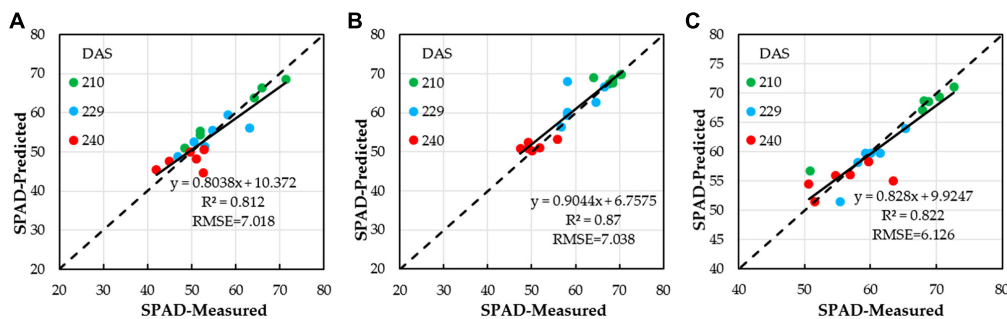 A
80
70
60
50
40
30
20
SPAD-Predicted
DAS
210
229
240
y = 0.8038x+10.372
R² = 0.812
RMSE=7.018
20 30 40 50 60 70 80
SPAD-Measured
B
80
70
60
50
40
30
20
SPAD-Predicted
DAS
210
229
240
y = 0.9044x+6.7575
R² = 0.87
RMSE=7.038
20 30 40 50 60 70 80
SPAD-Measured
C
80
75
70
65
60
55
50
45
40
SPAD-Predicted
DAS
210
229
240
y = 0.828x+9.9247
R² = 0.822
RMSE=6.126
40 50 60 70 80
SPAD-Measured